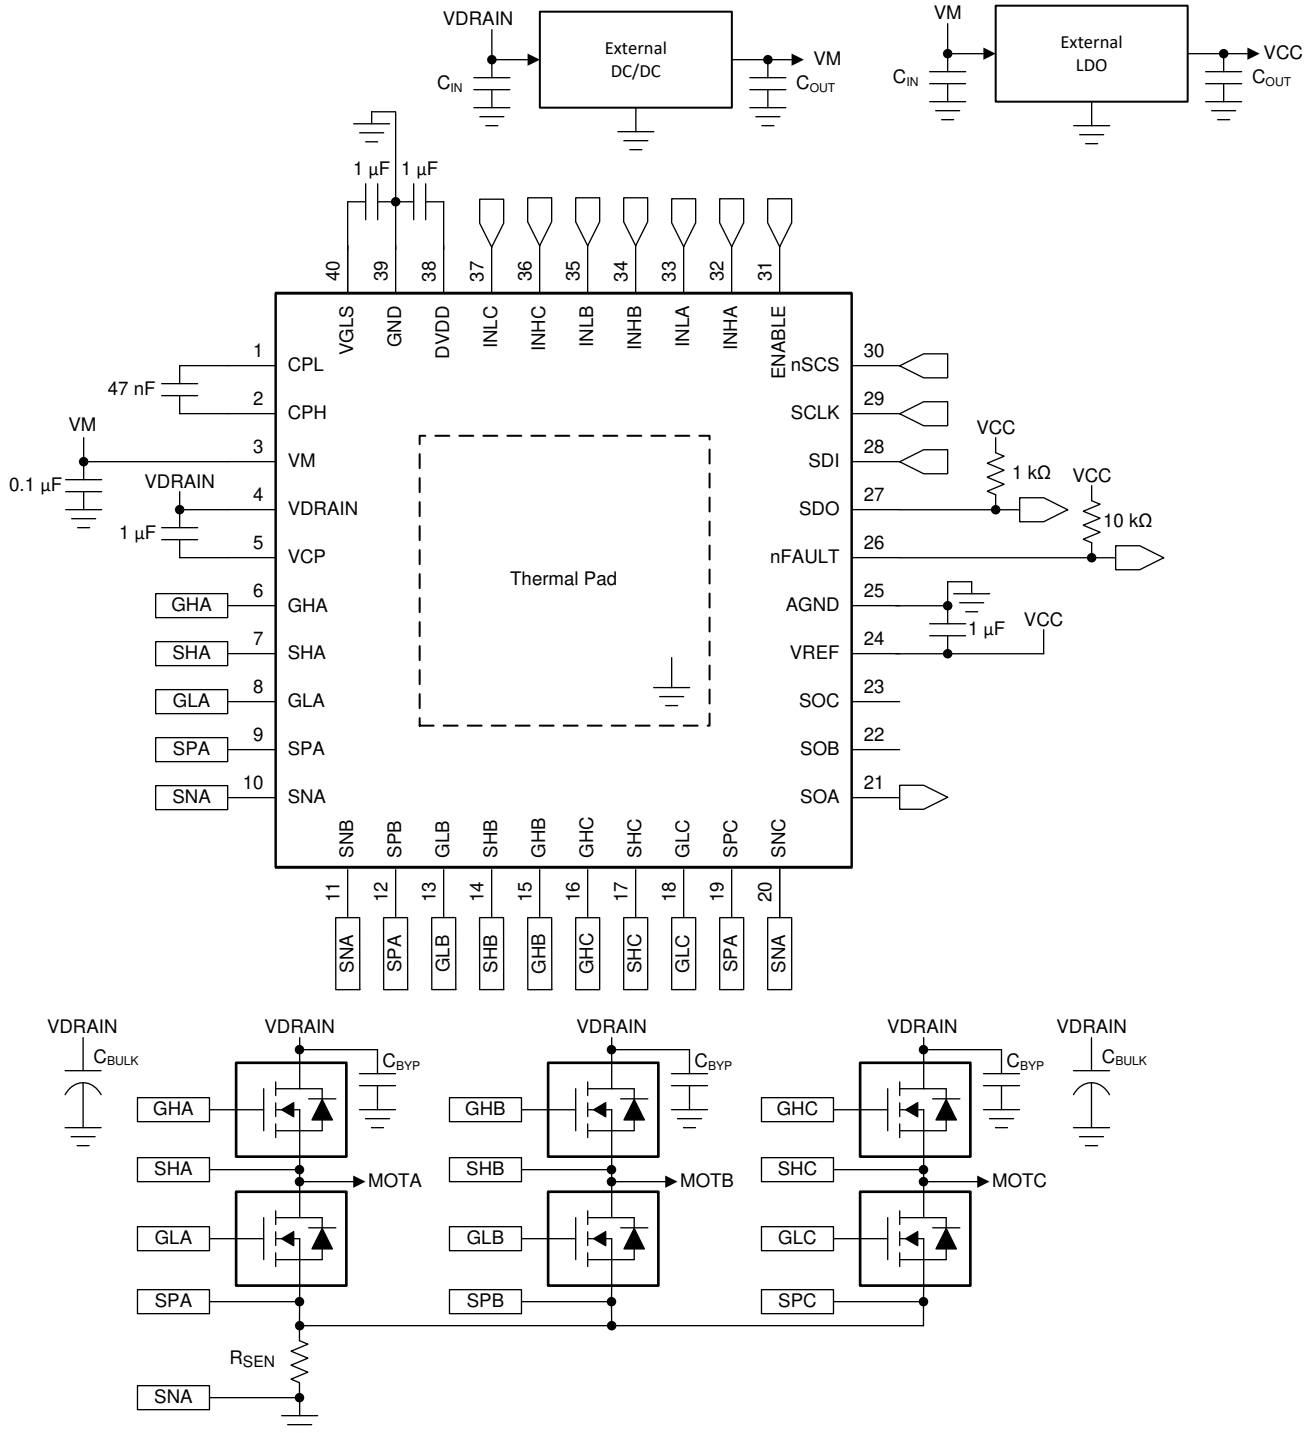 VDRAIN
External
DC/DC
VM
CIN
COUT
VM
External
LDO
VCC
CIN
COUT
1 µF
1 µF
40
39
38
37
36
35
34
33
32
31
VGLS
GND
DVDD
INLC
INHC
INLB
INHB
INLA
INHA
ENABLE
1
CPL
47 nF
2
CPH
VM
3
VM
0.1 µF
VDRAIN
4
VDRAIN
1 µF
5
VCP
GHA
6
GHA
SHA
7
SHA
GLA
8
GLA
SPA
9
SPA
SNA
10
SNA
Thermal Pad
nSCS
30
SCLK
29
SDI
28
VCC
1 kΩ
SDO
27
VCC
10 kΩ
nFAULT
26
AGND
25
1 µF
VCC
VREF
24
SOC
23
SOB
22
SOA
21
SNB
SPB
GLB
SHB
GHB
GHC
SHC
GLC
SPC
SNC
11
12
13
14
15
16
17
18
19
20
SNA
SPA
GLB
SHB
GHB
GHC
SHC
GLC
SPA
SNA
VDRAIN
CBULK
VDRAIN
CBYP
GHA
SHA
MOTA
GLA
SPA
RSEN
SNA
VDRAIN
CBYP
GHB
SHB
MOTB
GLB
SPB
VDRAIN
CBYP
GHC
SHC
MOTC
GLC
SPC
VDRAIN
CBULK